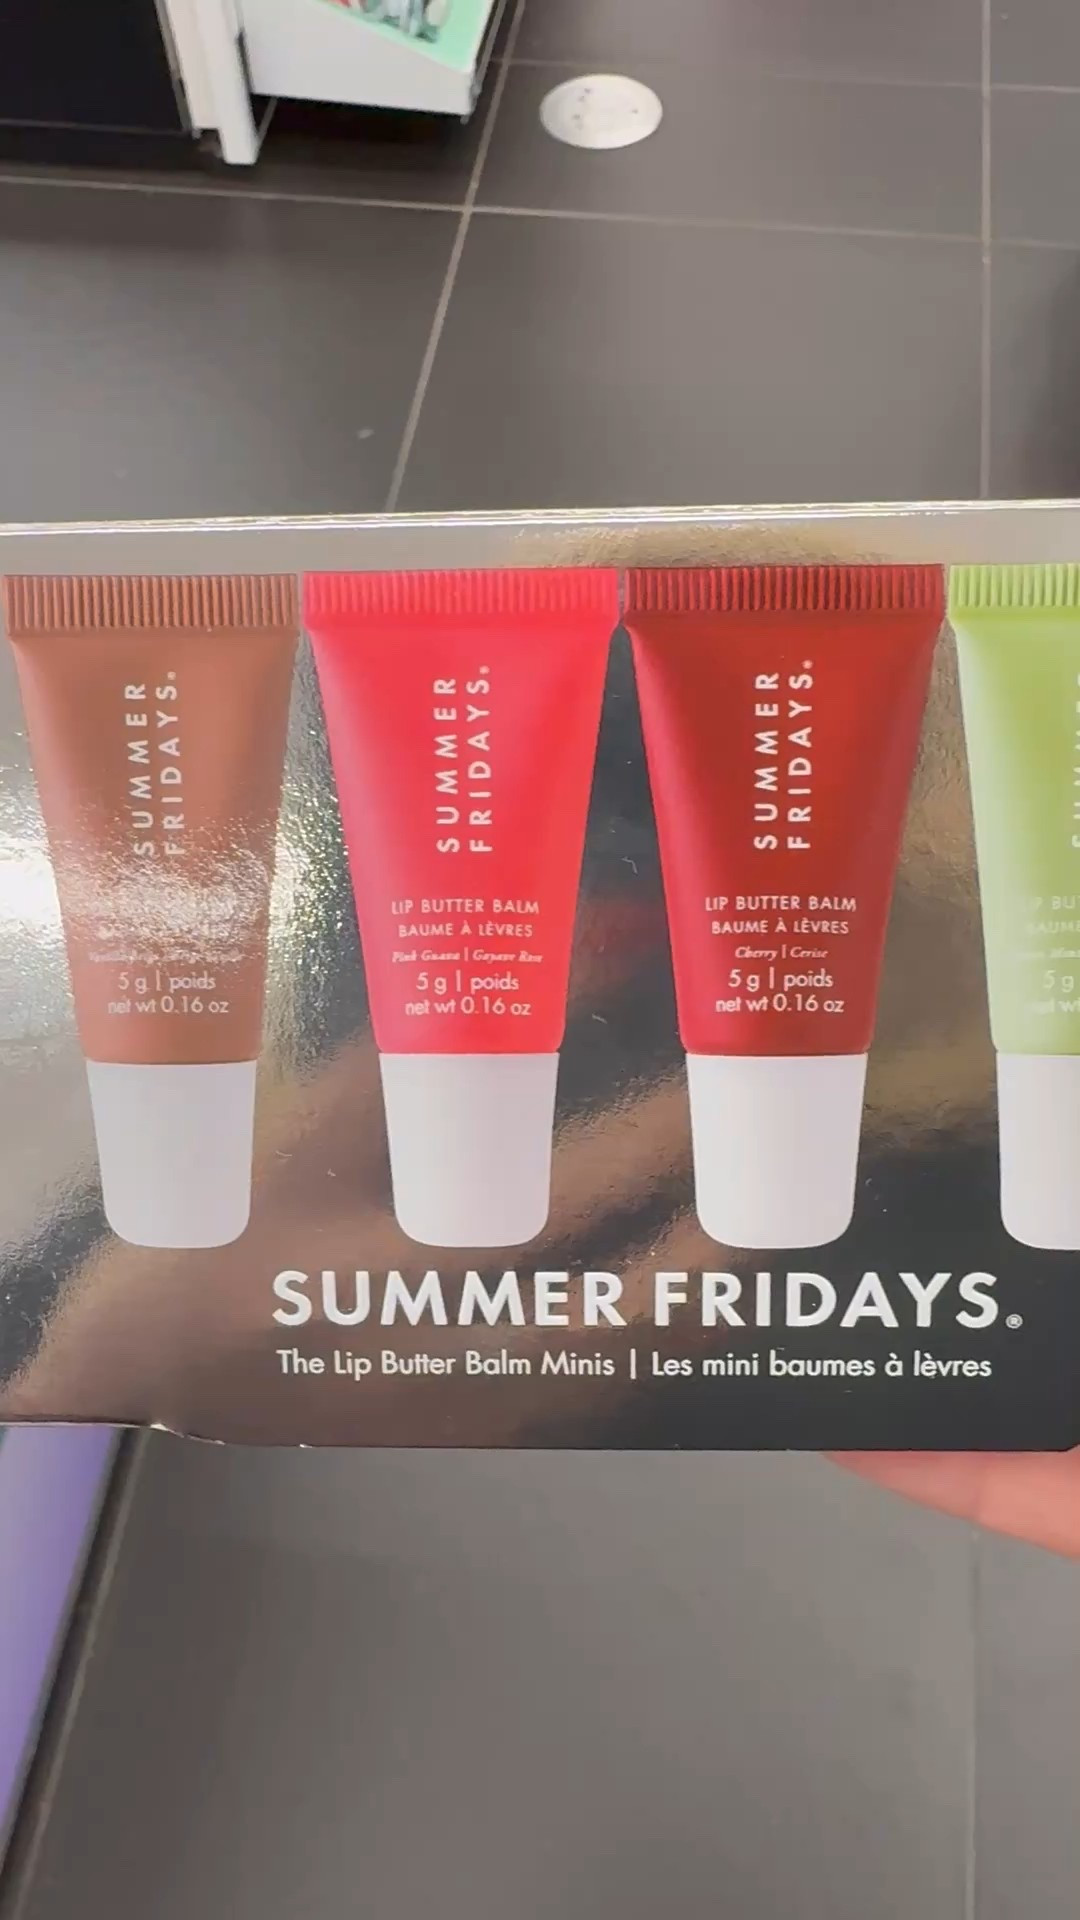 SUMMER
FRIDAYS®
5 g | poids
net wt 0.16 oz
SUMMER
FRIDAYS®
LIP BUTTER BALM
BAUME À LÈVRES
Pink Guava | Goyave Rose
5 g | poids
net wt 0.16 oz
SUMMER
FRIDAYS®
LIP BUTTER BALM
BAUME À LÈVRES
Cherry | Cerise
5 g | poids
net wt 0.16 oz
5 g
SUMMER FRIDAYS®
The Lip Butter Balm Minis | Les mini baumes à lèvres